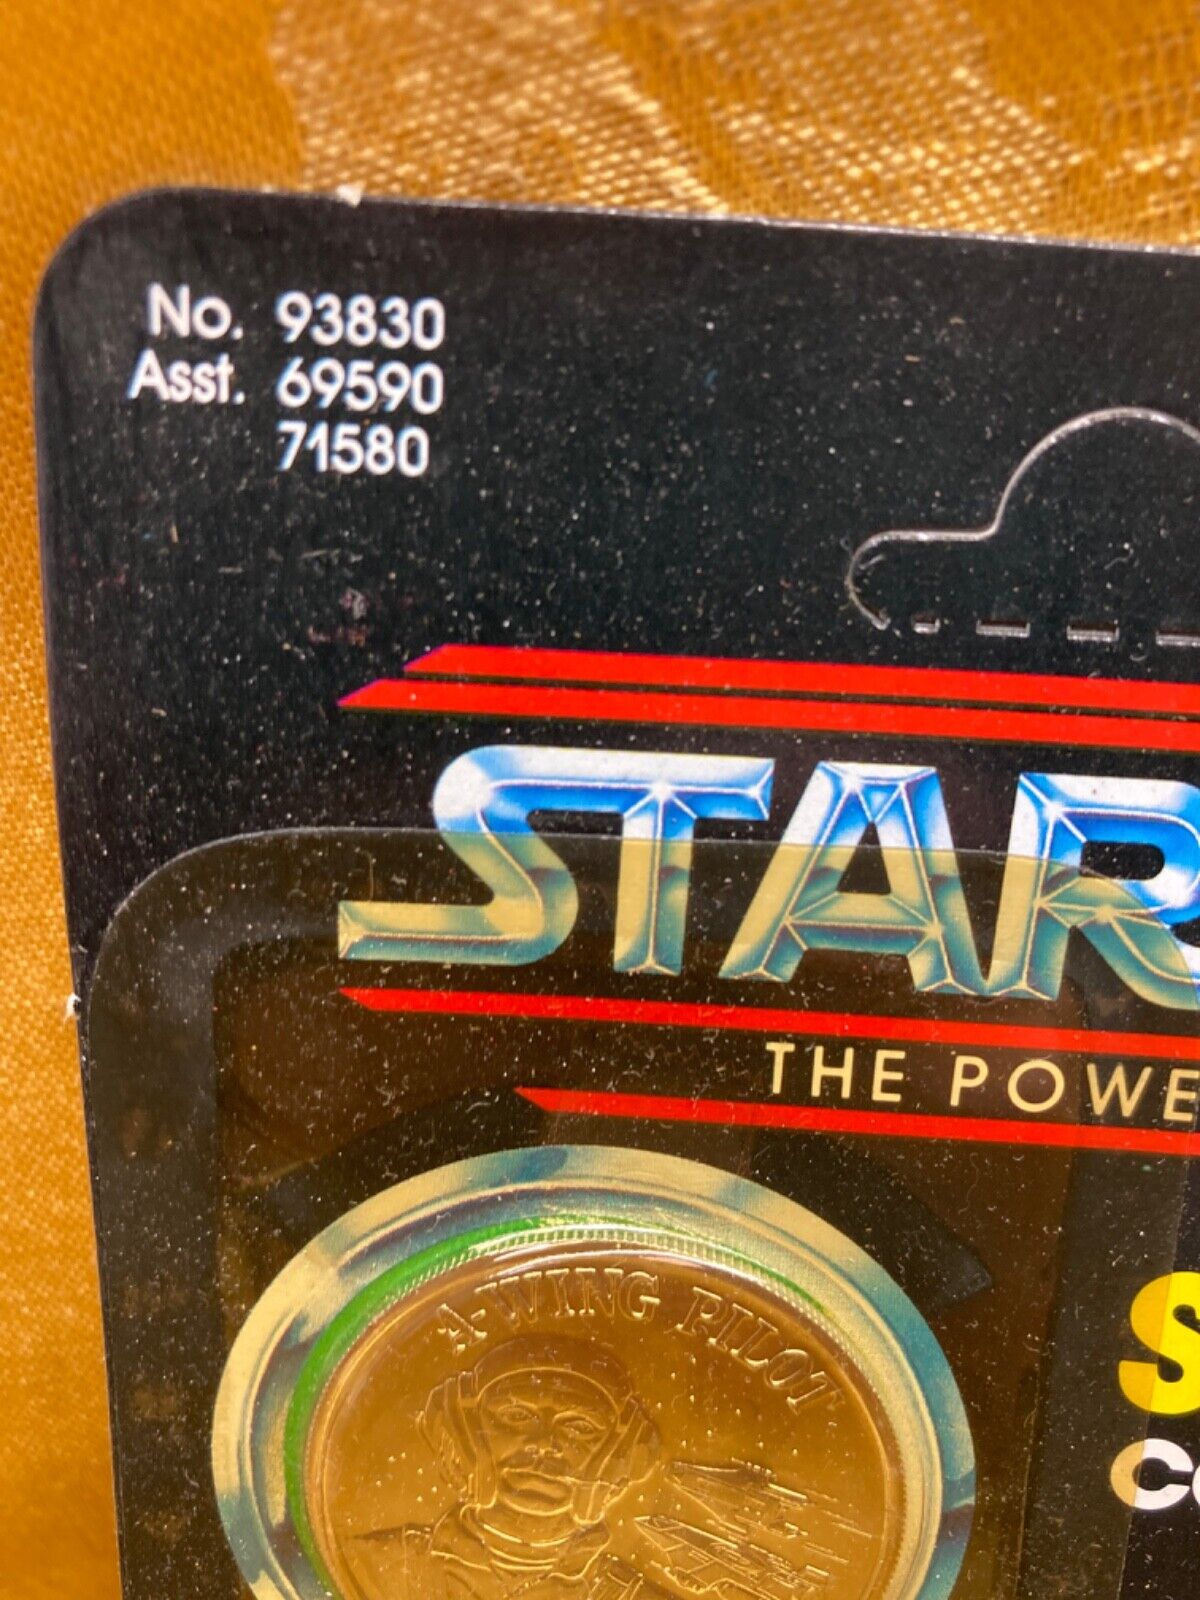 No. 93830
Asst. 69590
71580
STAR
THE POWE
A-WING PILOT
S